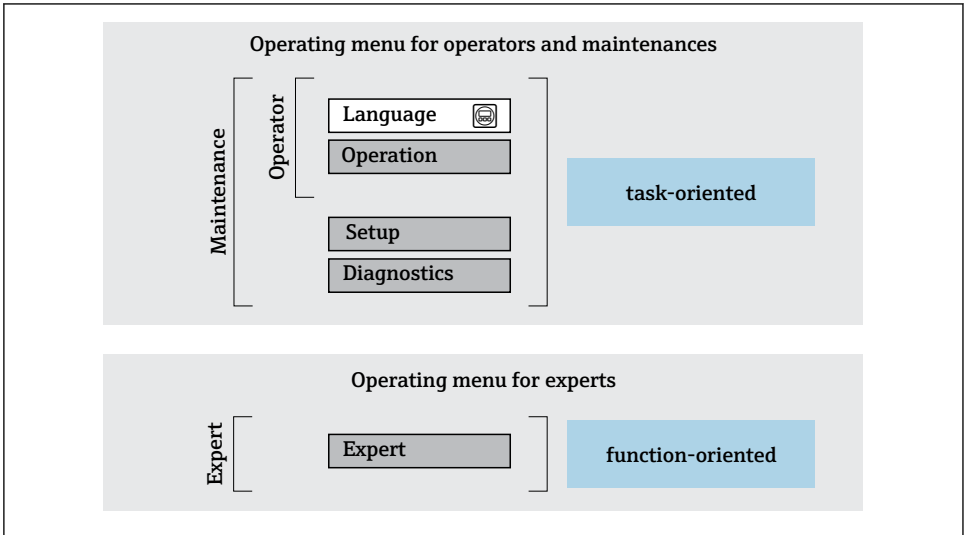 Operating menu for operators and maintenances
Maintenance
Operator
Language
Operation
Setup
Diagnostics
task-oriented
Operating menu for experts
Expert
Expert
function-oriented